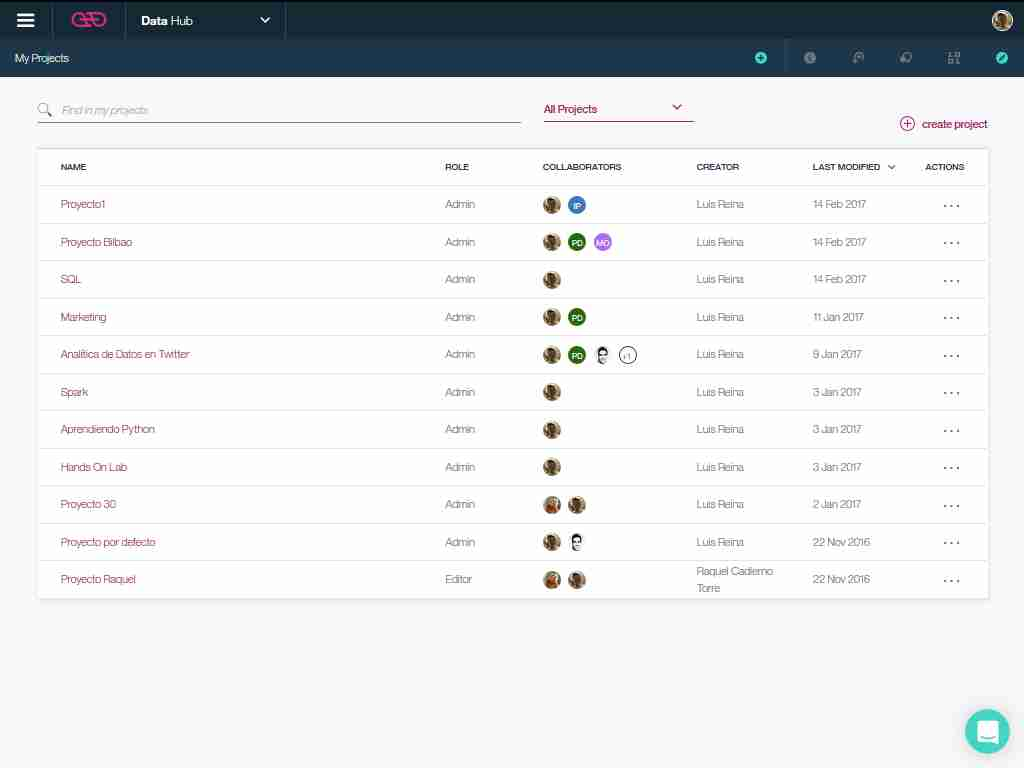 Data Hub
My Projects
Find in my projects
All Projects
create project
NAME ROLE COLLABORATORS CREATOR LAST MODIFIED ACTIONS
Proyecto1 Admin IP Luis Reina 14 Feb 2017 ...
Proyecto Bilbao Admin PD MO Luis Reina 14 Feb 2017 ...
SQL Admin Luis Reina 14 Feb 2017 ...
Marketing Admin PD Luis Reina 11 Jan 2017 ...
Analítica de Datos en Twitter Admin PD +1 Luis Reina 9 Jan 2017 ...
Spark Admin Luis Reina 3 Jan 2017 ...
Aprendiendo Python Admin Luis Reina 3 Jan 2017 ...
Hands On Lab Admin Luis Reina 3 Jan 2017 ...
Proyecto 3C Admin Luis Reina 2 Jan 2017 ...
Proyecto por defecto Admin Luis Reina 22 Nov 2016 ...
Proyecto Raquel Editor Raquel Cadierno 22 Nov 2016 ...
Torre